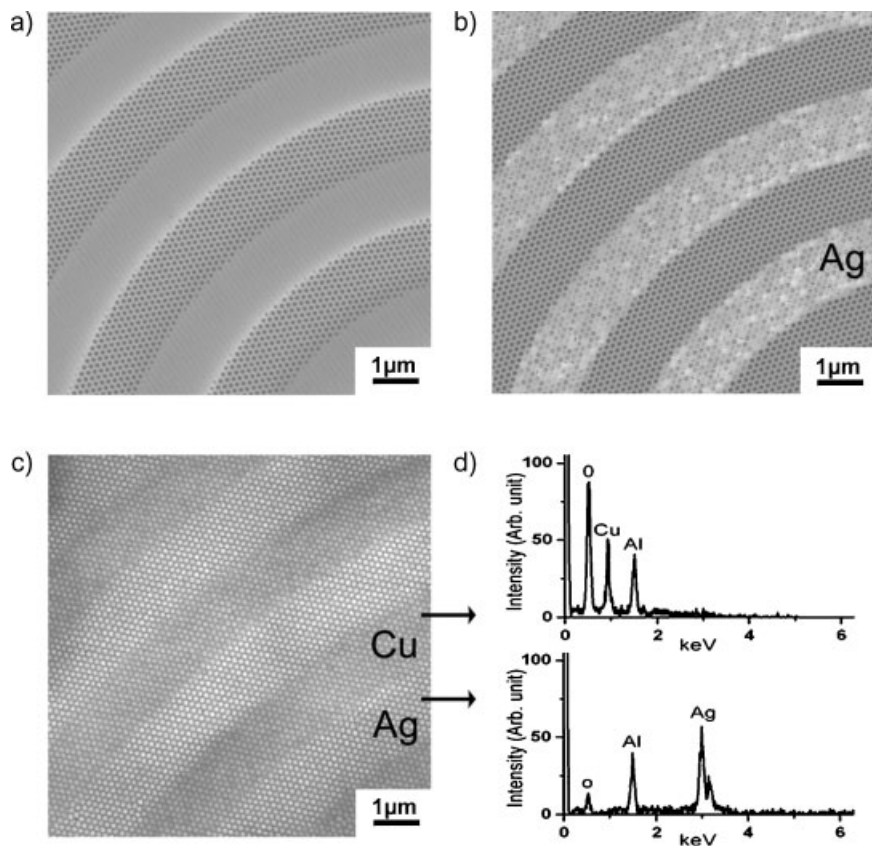 a)
1μm
b)
Ag
1μm
c)
Cu
Ag
1μm
d)
Intensity (Arb. unit)
100
50
0
O
Cu
Al
0 2 4 6
keV
Intensity (Arb. unit)
100
50
0
O
Al
Ag
0 2 4 6
keV